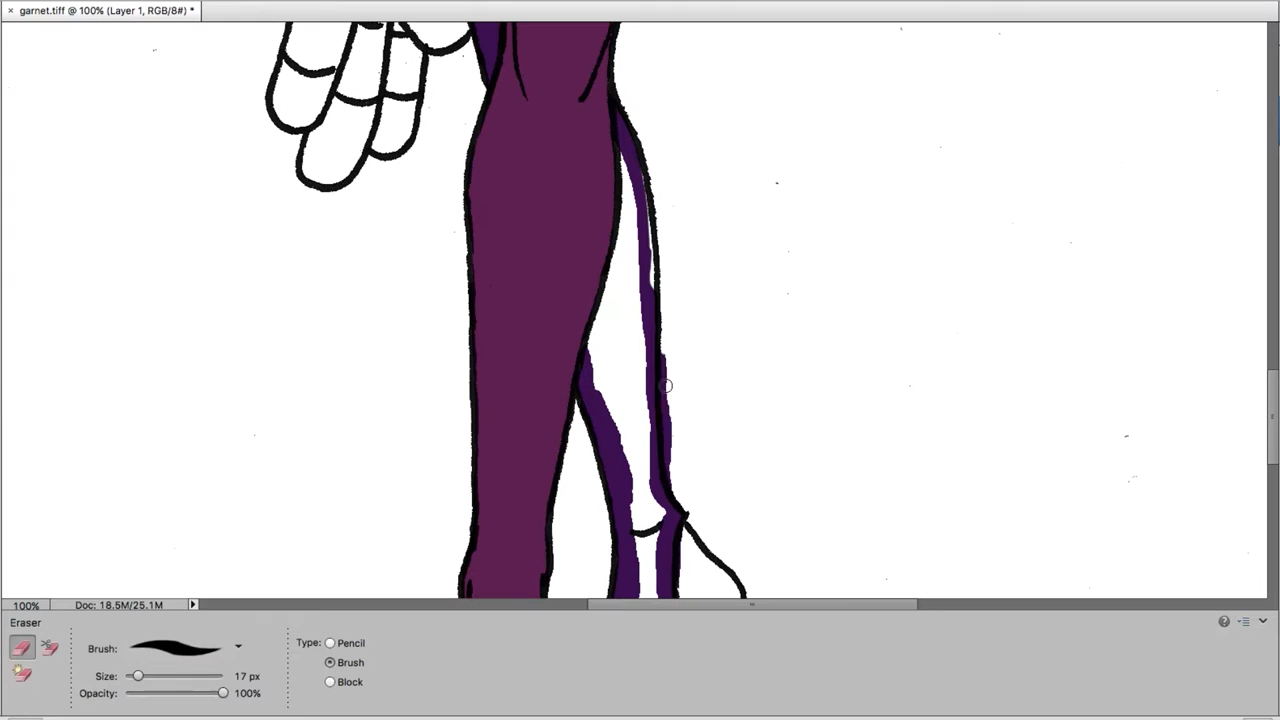 × garnet.tiff @ 100% (Layer 1, RGB/8#) *
100% Doc: 18.5M/25.1M
Eraser
Brush:
Size: 17 px
Opacity: 100%
Type: Pencil
Brush
Block